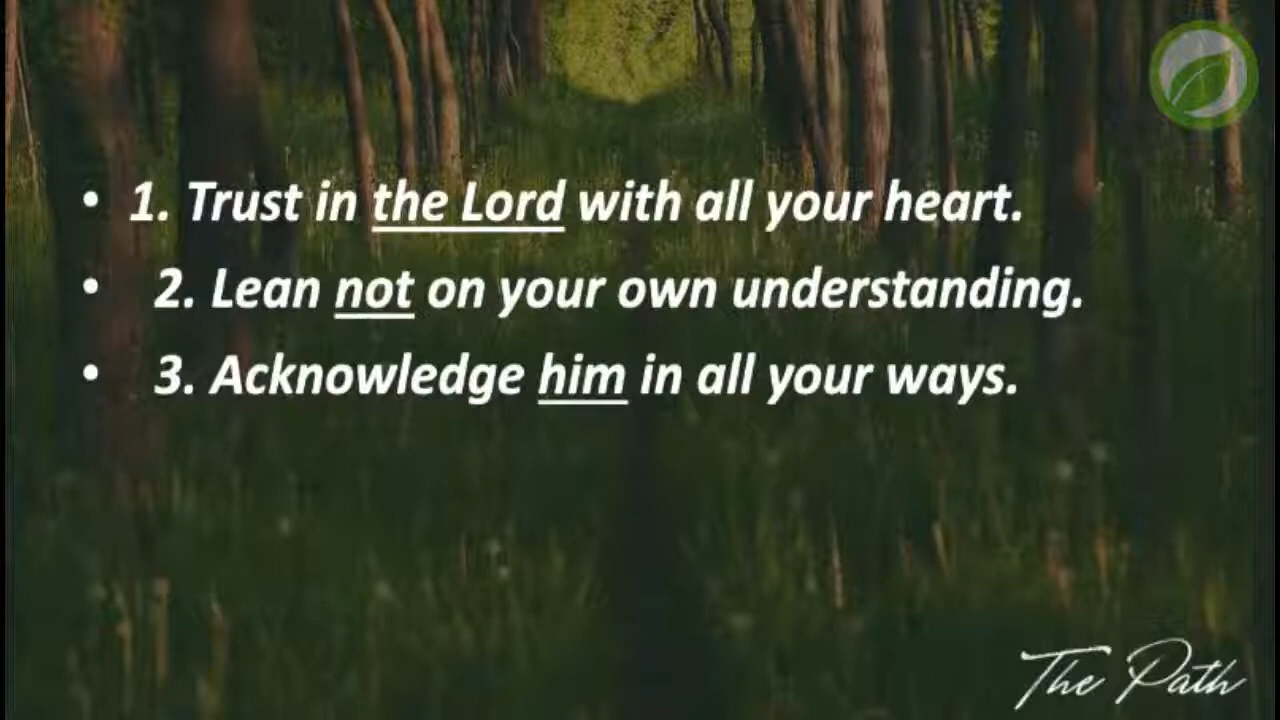 • 1. Trust in the Lord with all your heart.
• 2. Lean not on your own understanding.
• 3. Acknowledge him in all your ways.
The Path